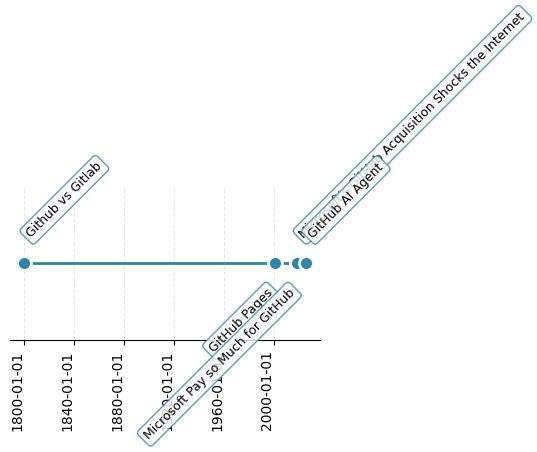 Github vs Gitlab
Acquisition Shocks the Internet
GitHub AI Agent
GitHub Pages
Microsoft Pay so Much for GitHub
1800-01-01
1840-01-01
1880-01-01
1960-01-01
2000-01-01